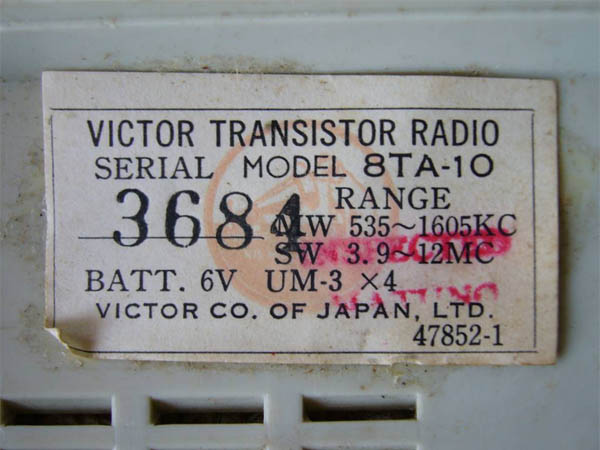 VICTOR TRANSISTOR RADIO
SERIAL MODEL 8TA-10
3684 RANGE
MW 535~1605KC
SW 3.9~12MC
BATT. 6V UM-3 ×4
VICTOR CO. OF JAPAN, LTD.
47852-1